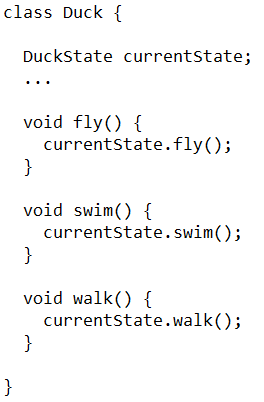 class Duck {
  DuckState currentState;
  ...
  void fly() {
    currentState.fly();
  }
  void swim() {
    currentState.swim();
  }
  void walk() {
    currentState.walk();
  }
}